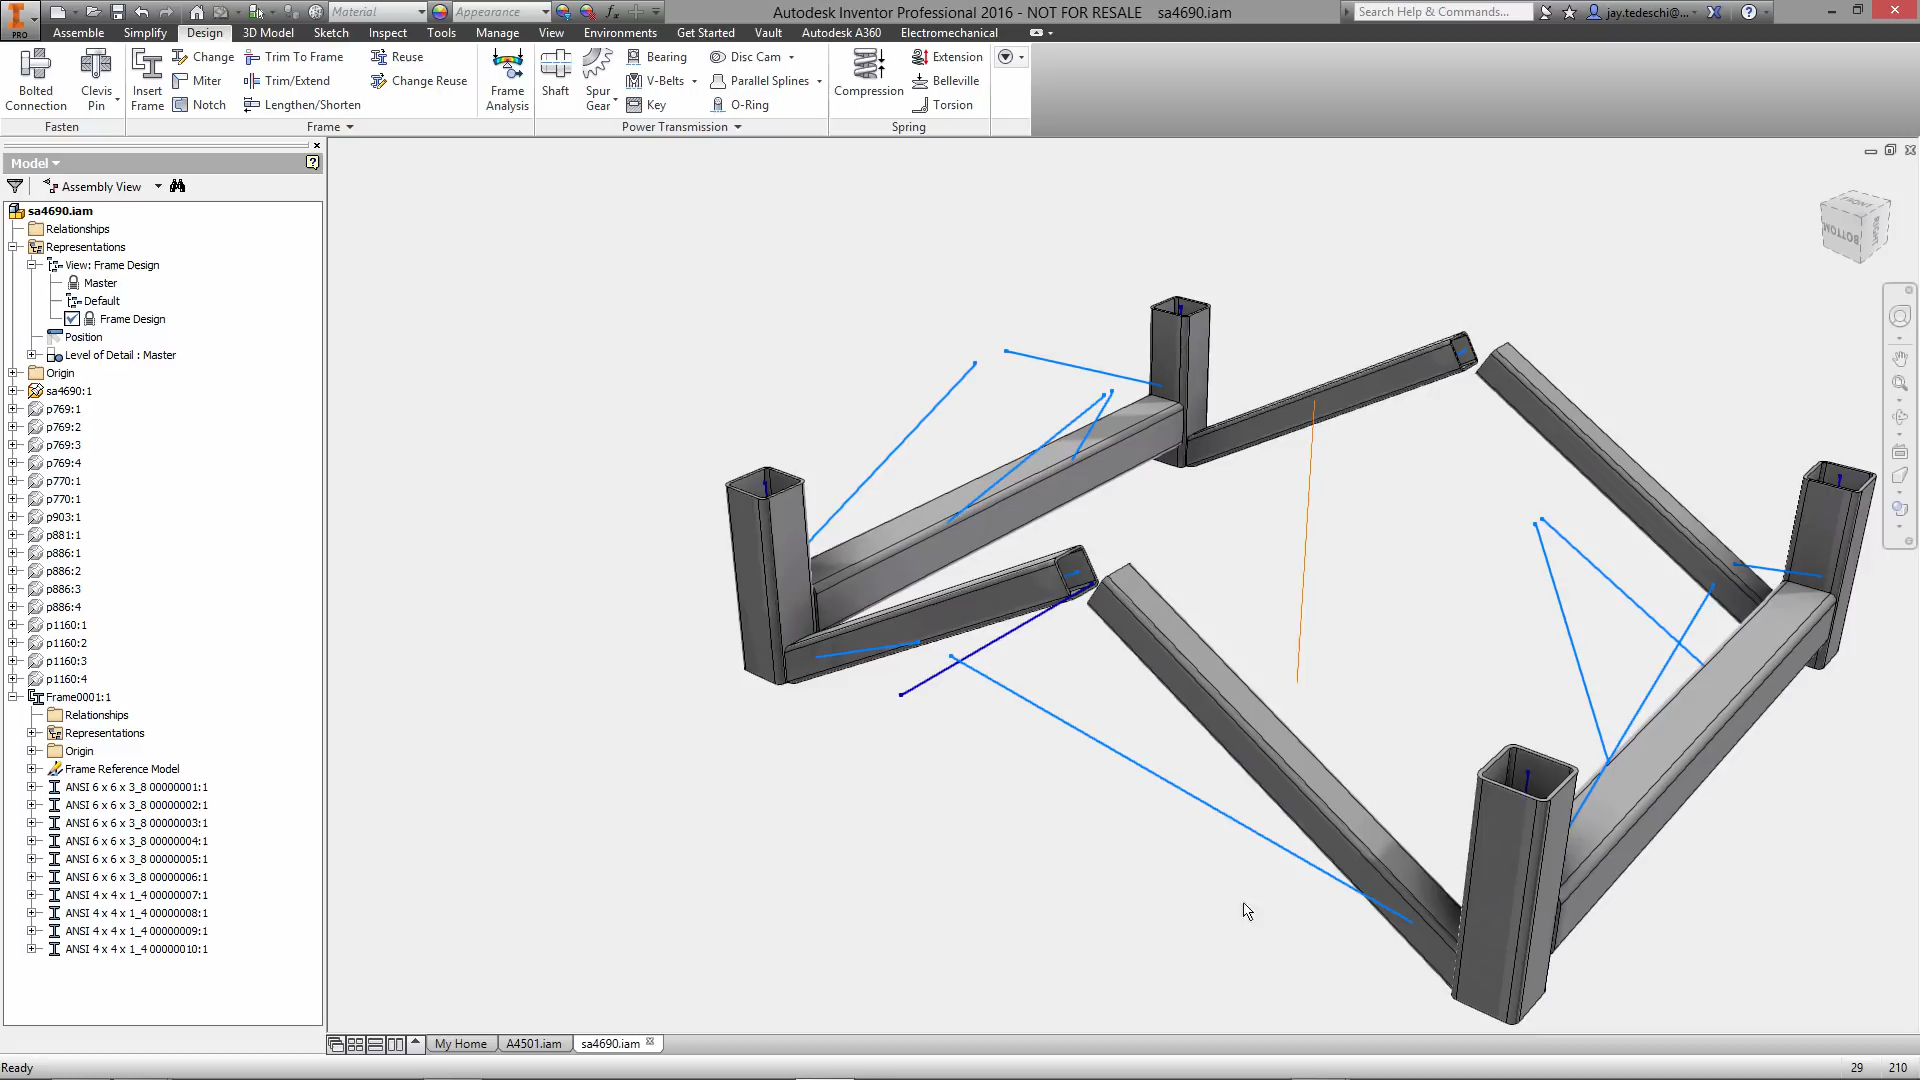 Material
Appearance
Autodesk Inventor Professional 2016 - NOT FOR RESALE sa4690.iam
Search Help & Commands...
jay.tedeschi@...
PRO
Assemble Simplify Design 3D Model Sketch Inspect Tools Manage View Environments Get Started Vault Autodesk A360 Electromechanical
Bolted Connection
Clevis Pin
Fasten
Insert Frame
Change
Miter
Notch
Trim To Frame
Trim/Extend
Lengthen/Shorten
Reuse
Change Reuse
Frame
Frame Analysis
Shaft
Spur Gear
Bearing
V-Belts
Key
Disc Cam
Parallel Splines
O-Ring
Power Transmission
Compression
Extension
Belleville
Torsion
Spring
Model
Assembly View
sa4690.iam
Relationships
Representations
View: Frame Design
Master
Default
Frame Design
Position
Level of Detail : Master
Origin
sa4690:1
p769:1
p769:2
p769:3
p769:4
p770:1
p770:1
p903:1
p881:1
p886:1
p886:2
p886:3
p886:4
p1160:1
p1160:2
p1160:3
p1160:4
Frame0001:1
Relationships
Representations
Origin
Frame Reference Model
ANSI 6 x 6 x 3_8 00000001:1
ANSI 6 x 6 x 3_8 00000002:1
ANSI 6 x 6 x 3_8 00000003:1
ANSI 6 x 6 x 3_8 00000004:1
ANSI 6 x 6 x 3_8 00000005:1
ANSI 6 x 6 x 3_8 00000006:1
ANSI 4 x 4 x 1_4 00000007:1
ANSI 4 x 4 x 1_4 00000008:1
ANSI 4 x 4 x 1_4 00000009:1
ANSI 4 x 4 x 1_4 00000010:1
FRONT
BOTTOM
My Home A4501.iam sa4690.iam
Ready
29 210